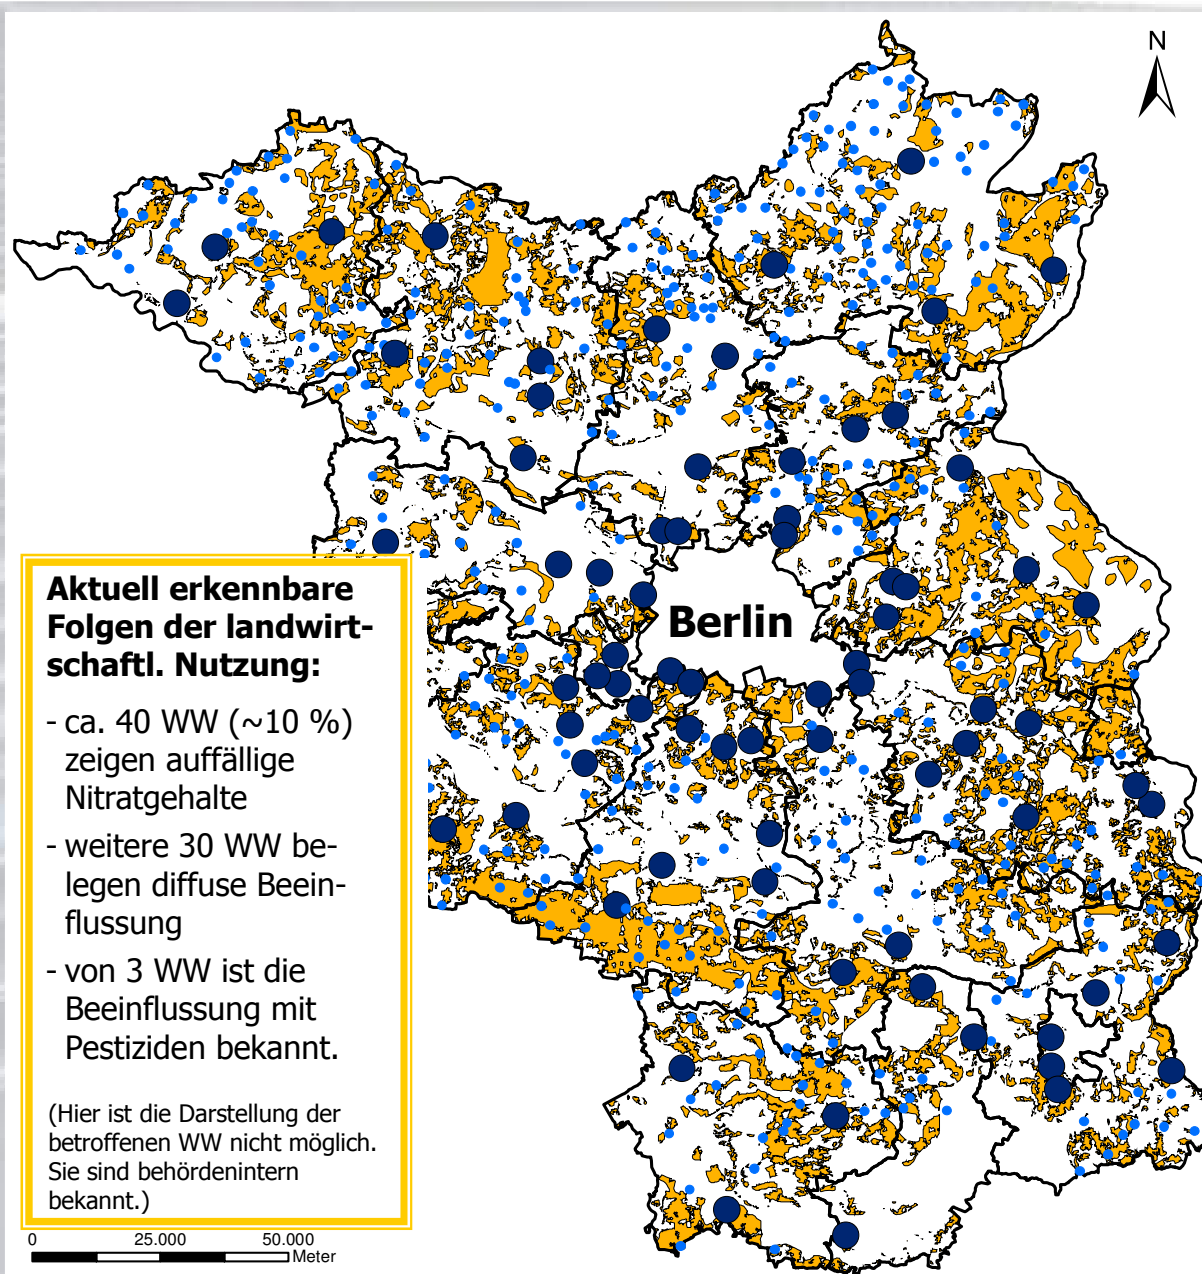 N
Berlin
Aktuell erkennbare
Folgen der landwirt-
schaftl. Nutzung:
- ca. 40 WW (~10 %)
zeigen auffällige
Nitratgehalte
- weitere 30 WW be-
legen diffuse Beein-
flussung
- von 3 WW ist die
Beeinflussung mit
Pestiziden bekannt.
(Hier ist die Darstellung der
betroffenen WW nicht möglich.
Sie sind behördenintern
bekannt.)
0 25.000 50.000
Meter